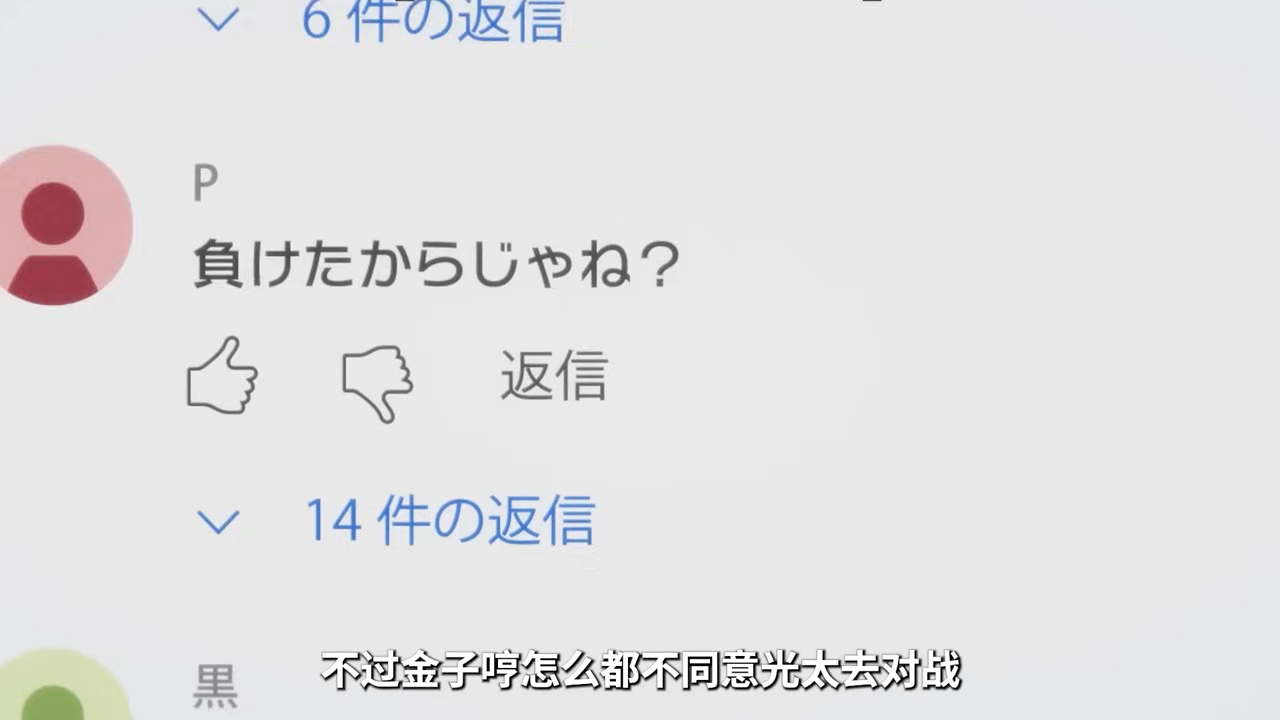 6 件の返信
P
負けたからじゃね？
返信
14 件の返信
黒
不过金子哼怎么都不同意光太去对战